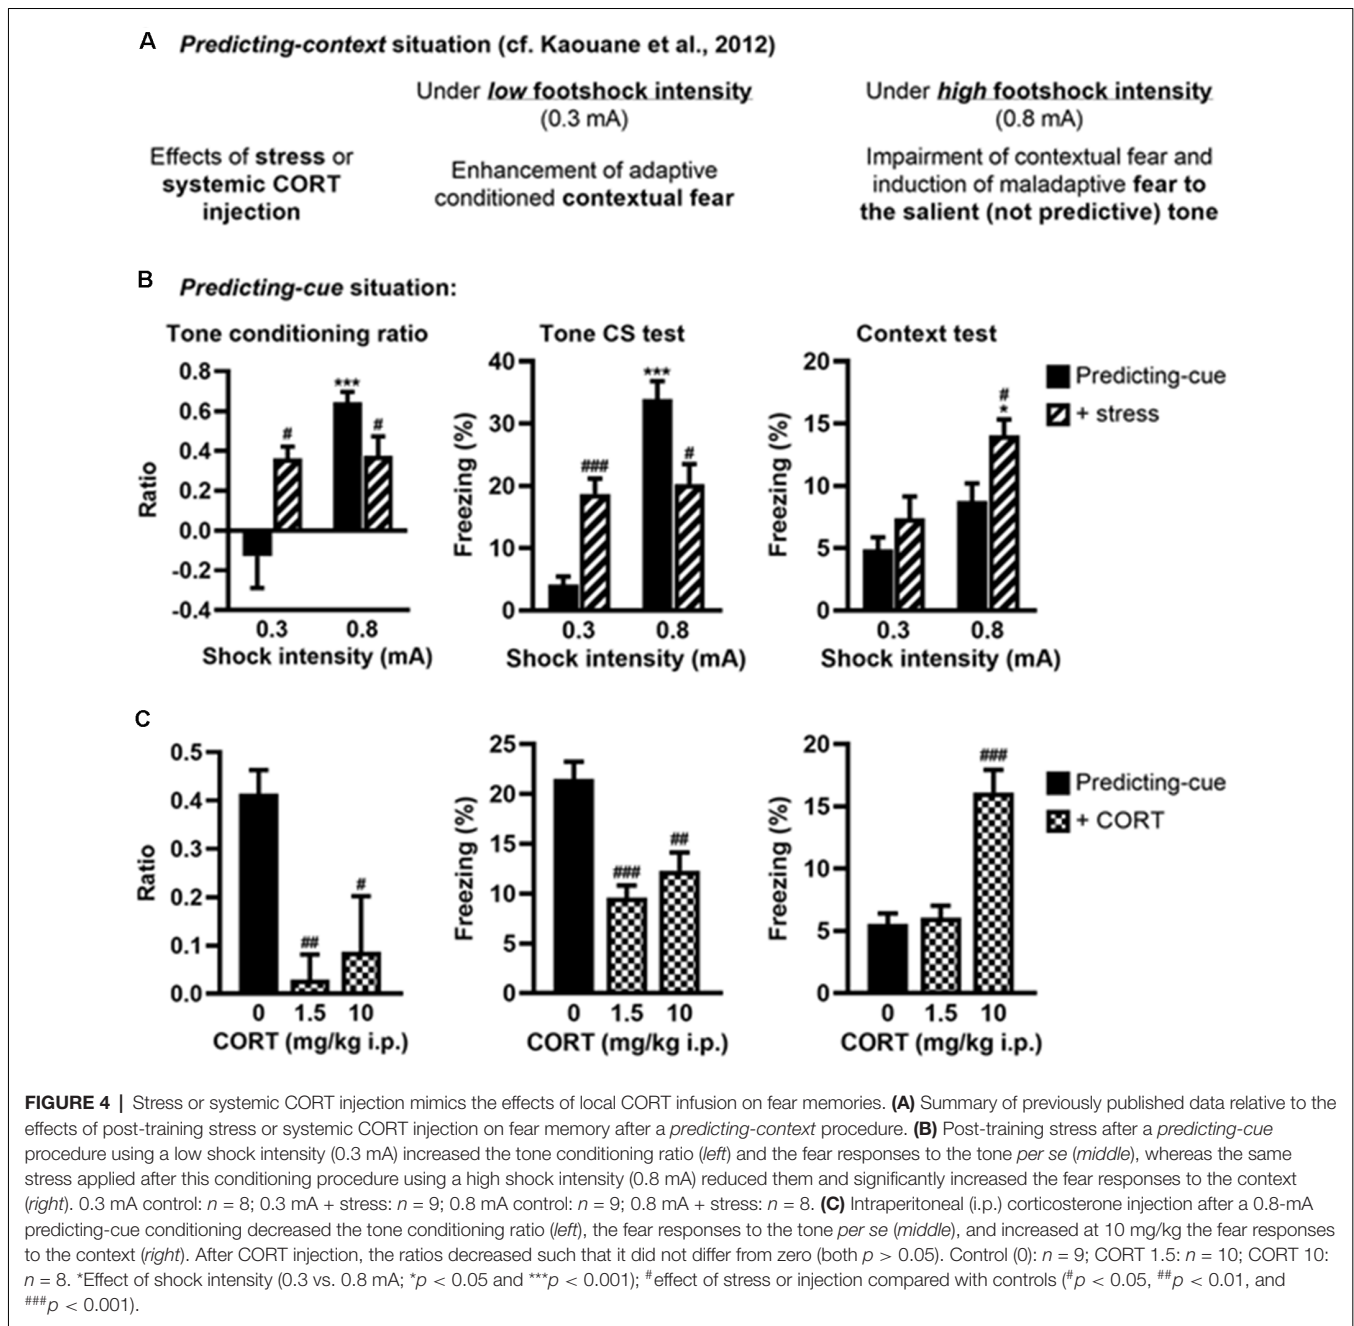 A Predicting-context situation (cf. Kaouane et al., 2012)
Under low footshock intensity
(0.3 mA)
Under high footshock intensity
(0.8 mA)
Effects of stress or
systemic CORT
injection
Enhancement of adaptive
conditioned contextual fear
Impairment of contextual fear and
induction of maladaptive fear to
the salient (not predictive) tone
B Predicting-cue situation:
Tone conditioning ratio
Ratio
0.8
0.6
0.4
0.2
0.0
-0.2
-0.4
#
***
#
0.3 0.8
Shock intensity (mA)
Tone CS test
Freezing (%)
40
30
20
10
0
###
***
#
0.3 0.8
Shock intensity (mA)
Context test
Freezing (%)
20
15
10
5
0
#
*
0.3 0.8
Shock intensity (mA)
Predicting-cue
+ stress
C
Ratio
0.5
0.4
0.3
0.2
0.1
0.0
##
#
0 1.5 10
CORT (mg/kg i.p.)
Freezing (%)
25
20
15
10
5
0
###
##
0 1.5 10
CORT (mg/kg i.p.)
Freezing (%)
20
15
10
5
0
###
0 1.5 10
CORT (mg/kg i.p.)
Predicting-cue
+ CORT
FIGURE 4 | Stress or systemic CORT injection mimics the effects of local CORT infusion on fear memories. (A) Summary of previously published data relative to the
effects of post-training stress or systemic CORT injection on fear memory after a predicting-context procedure. (B) Post-training stress after a predicting-cue
procedure using a low shock intensity (0.3 mA) increased the tone conditioning ratio (left) and the fear responses to the tone per se (middle), whereas the same
stress applied after this conditioning procedure using a high shock intensity (0.8 mA) reduced them and significantly increased the fear responses to the context
(right). 0.3 mA control: n = 8; 0.3 mA + stress: n = 9; 0.8 mA control: n = 9; 0.8 mA + stress: n = 8. (C) Intraperitoneal (i.p.) corticosterone injection after a 0.8-mA
predicting-cue conditioning decreased the tone conditioning ratio (left), the fear responses to the tone per se (middle), and increased at 10 mg/kg the fear responses
to the context (right). After CORT injection, the ratios decreased such that it did not differ from zero (both p > 0.05). Control (0): n = 9; CORT 1.5: n = 10; CORT 10:
n = 8. *Effect of shock intensity (0.3 vs. 0.8 mA; *p < 0.05 and ***p < 0.001); #effect of stress or injection compared with controls (#p < 0.05, ##p < 0.01, and
###p < 0.001).